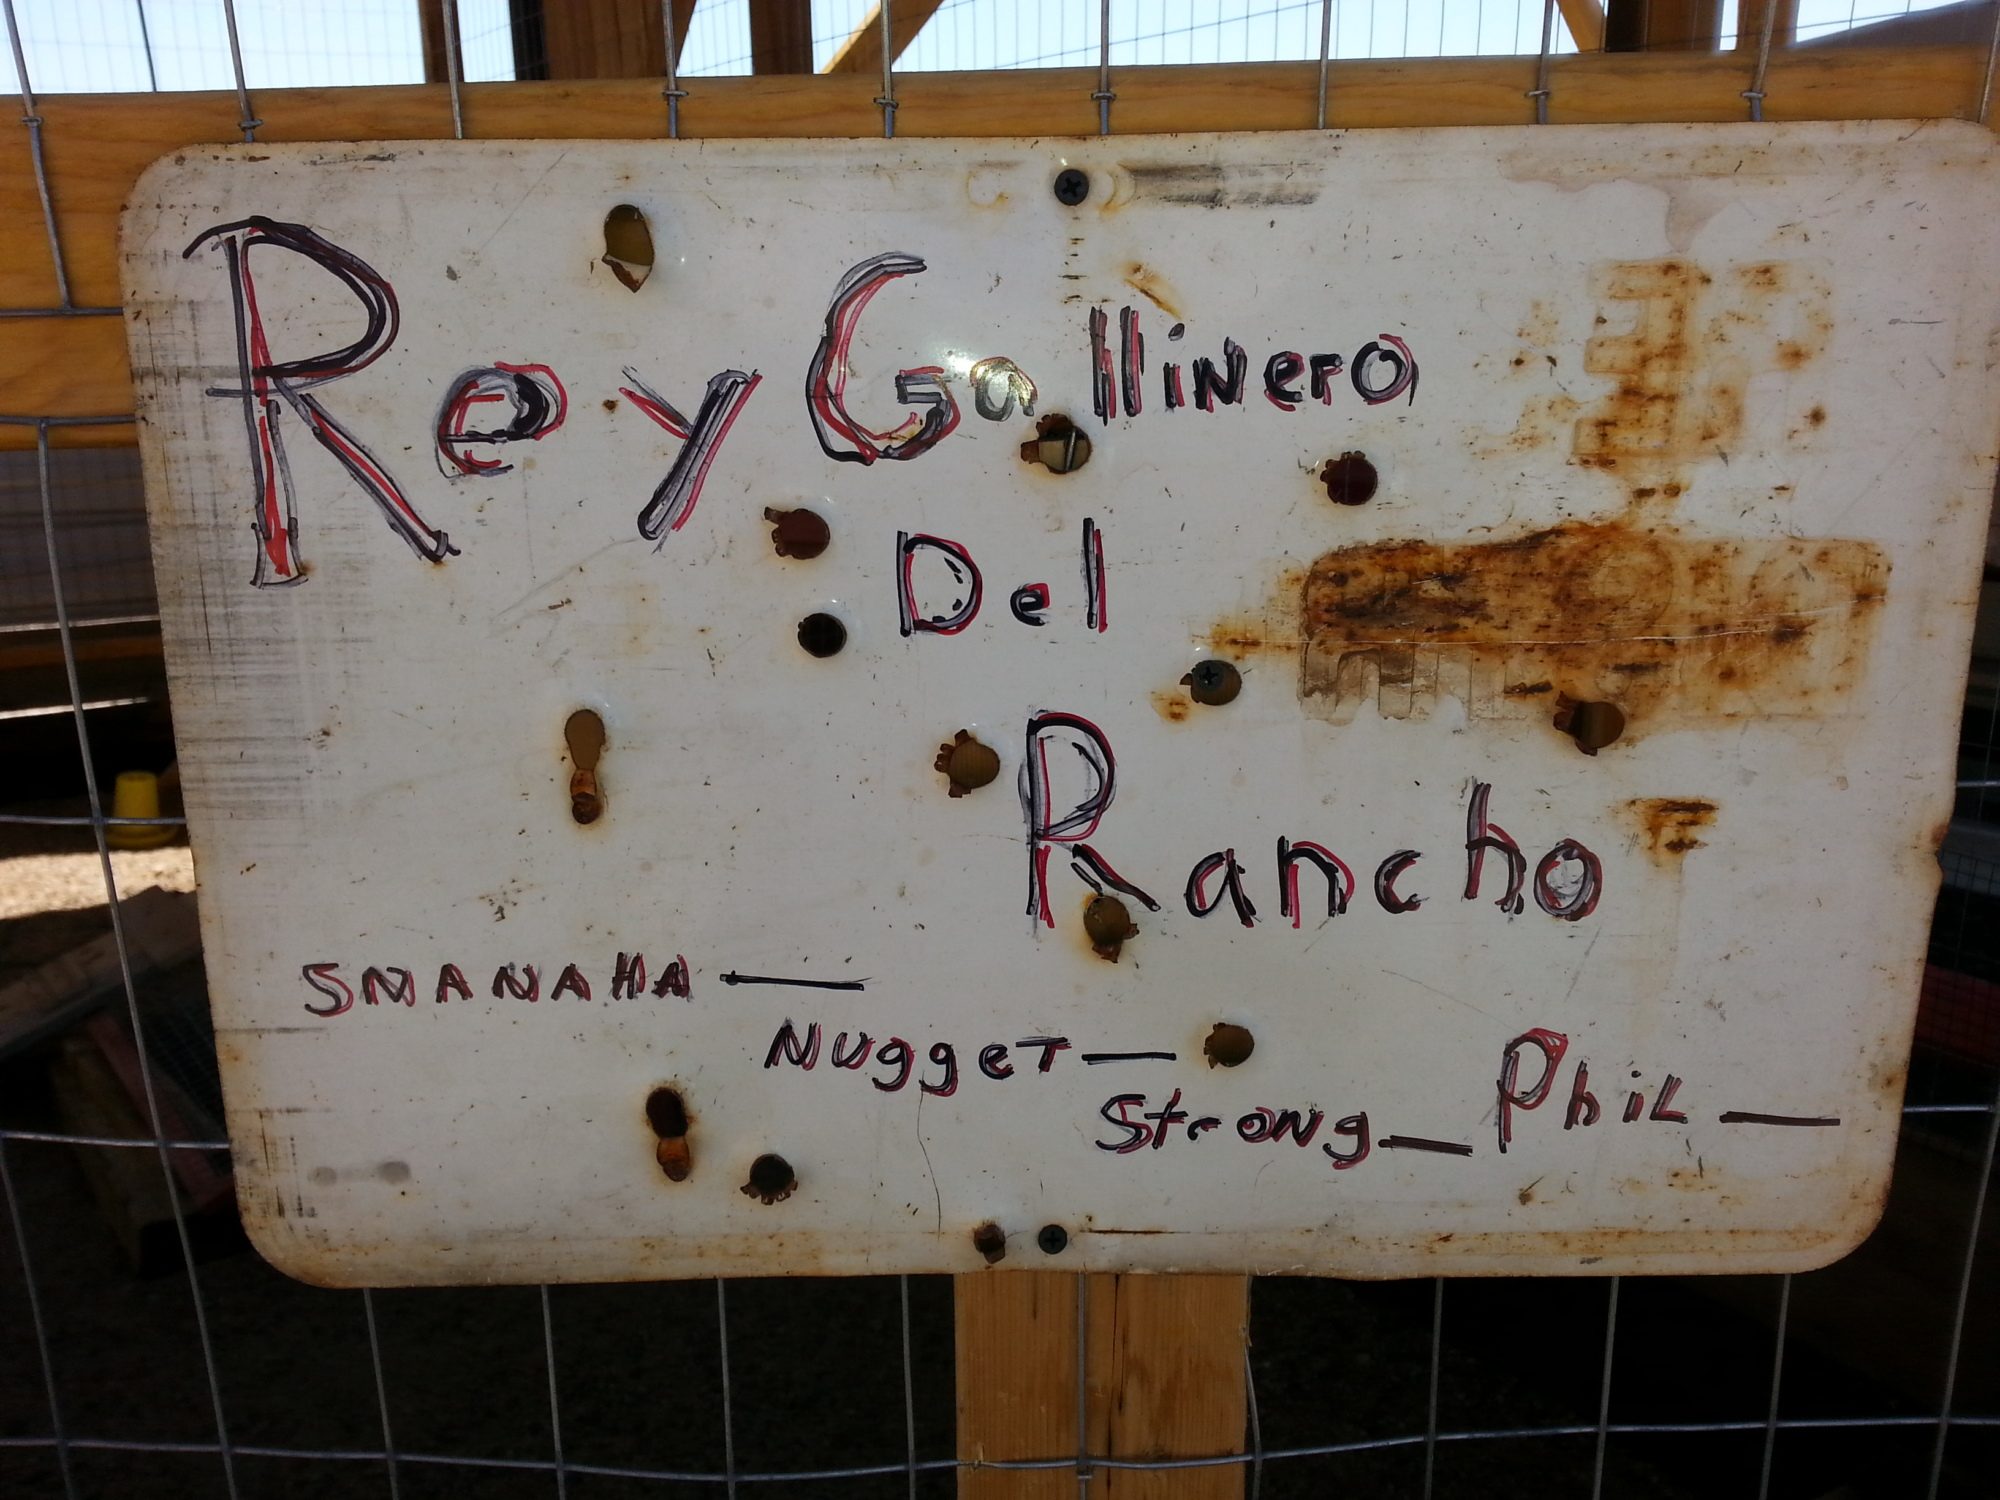 Rey Gallinero
Del
Rancho
SNANAHA —
Nugget —
Strong _ Phil —